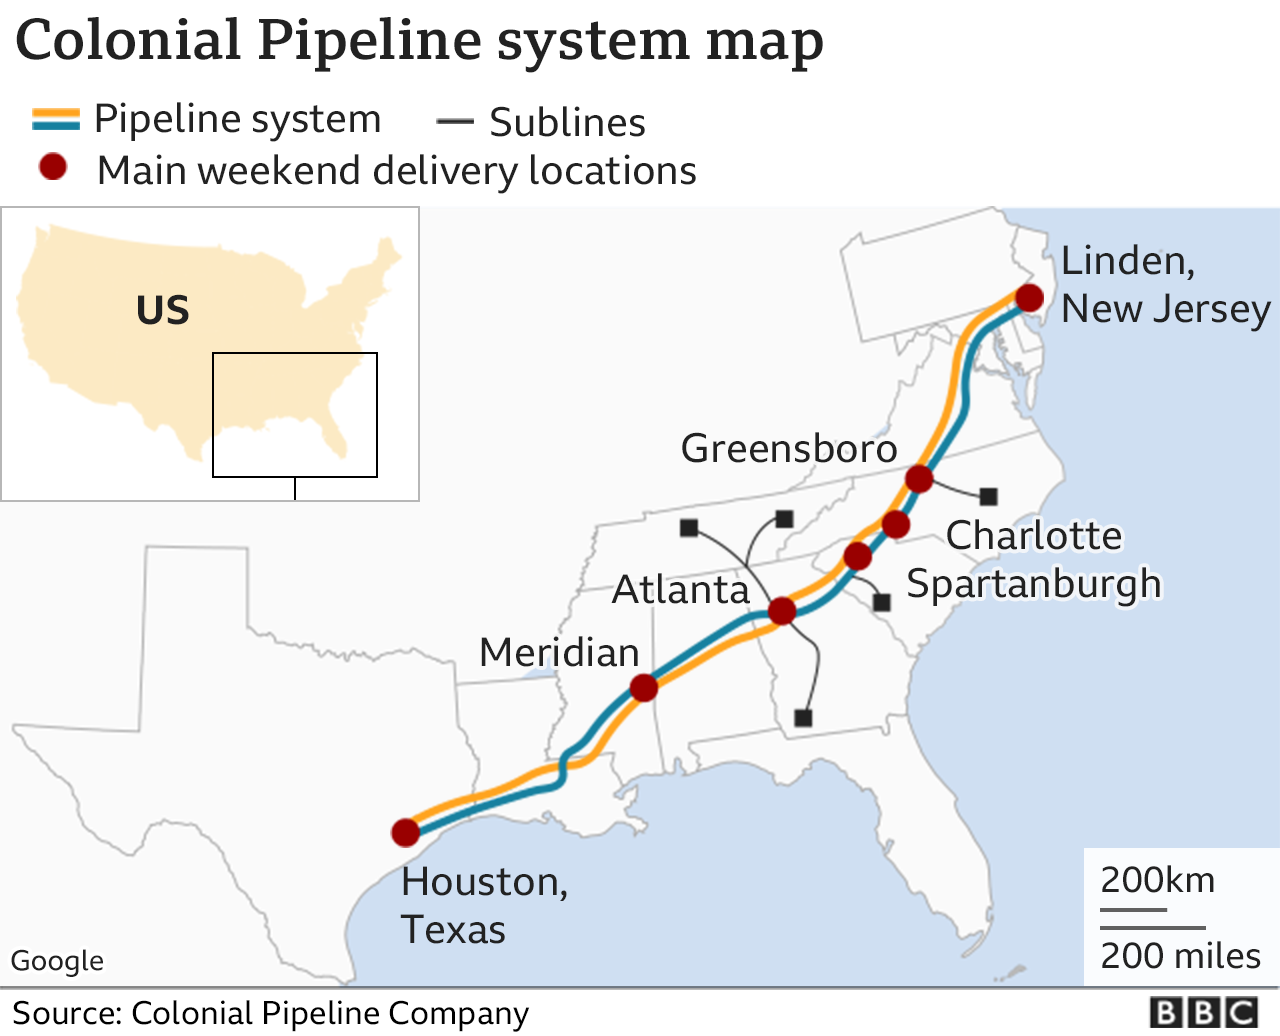 Colonial Pipeline system map
Pipeline system
Sublines
Main weekend delivery locations
US
Linden,
New Jersey
Greensboro
Charlotte
Spartanburgh
Atlanta
Meridian
Houston,
Texas
200km
200 miles
Google
Source: Colonial Pipeline Company
BBC